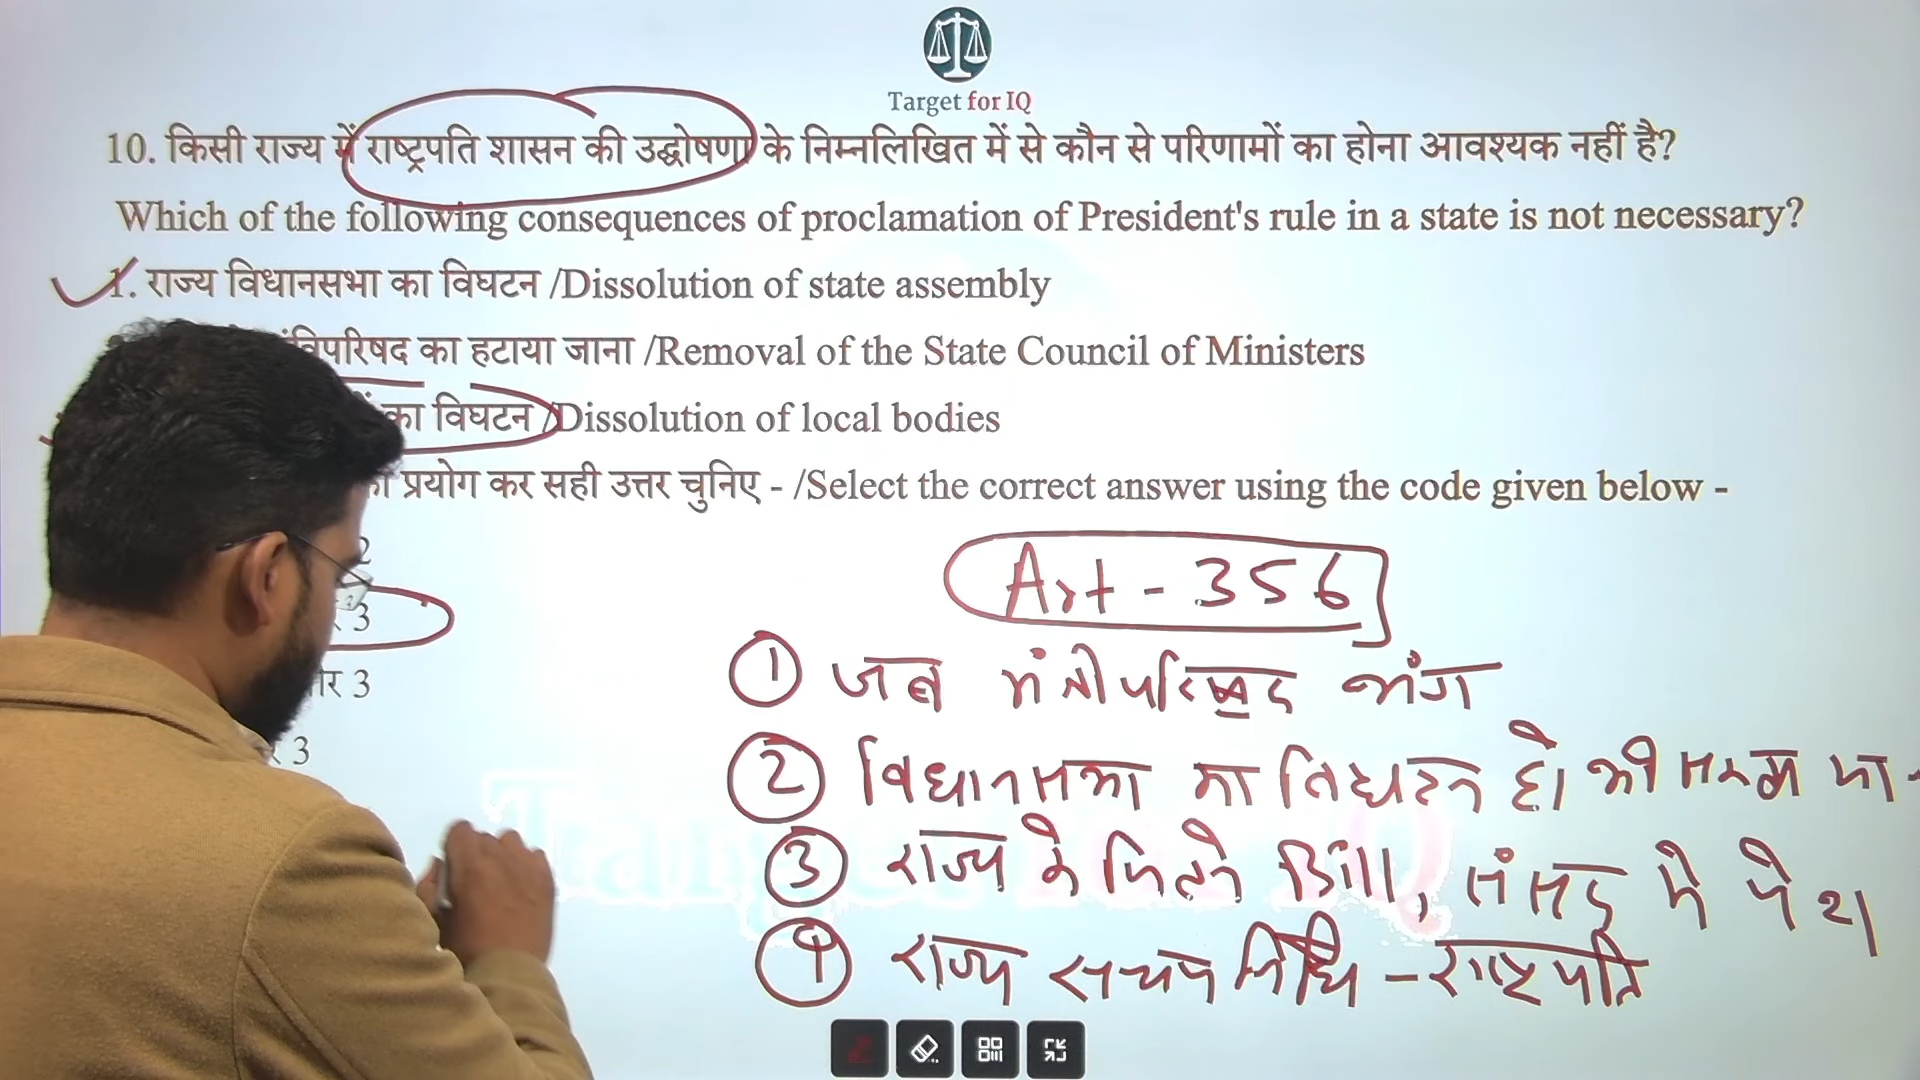 Target for IQ
10. किसी राज्य में राष्ट्रपति शासन की उद्घोषणा के निम्नलिखित में से कौन से परिणामों का होना आवश्यक नहीं है?
Which of the following consequences of proclamation of President's rule in a state is not necessary?
1. राज्य विधानसभा का विघटन /Dissolution of state assembly
का हटाया जाना /Removal of the State Council of Ministers
का विघटन /Dissolution of local bodies
प्रयोग कर सही उत्तर चुनिए - /Select the correct answer using the code given below -
2
3
3
3
Art - 356
① जब मंत्रीपरिषद भंग
② विधानसभा का विघटन हो भी सकता
③ राज्य के जितने Bill, संसद में पेश
④ राज्य संचय निधि - राष्ट्रपति